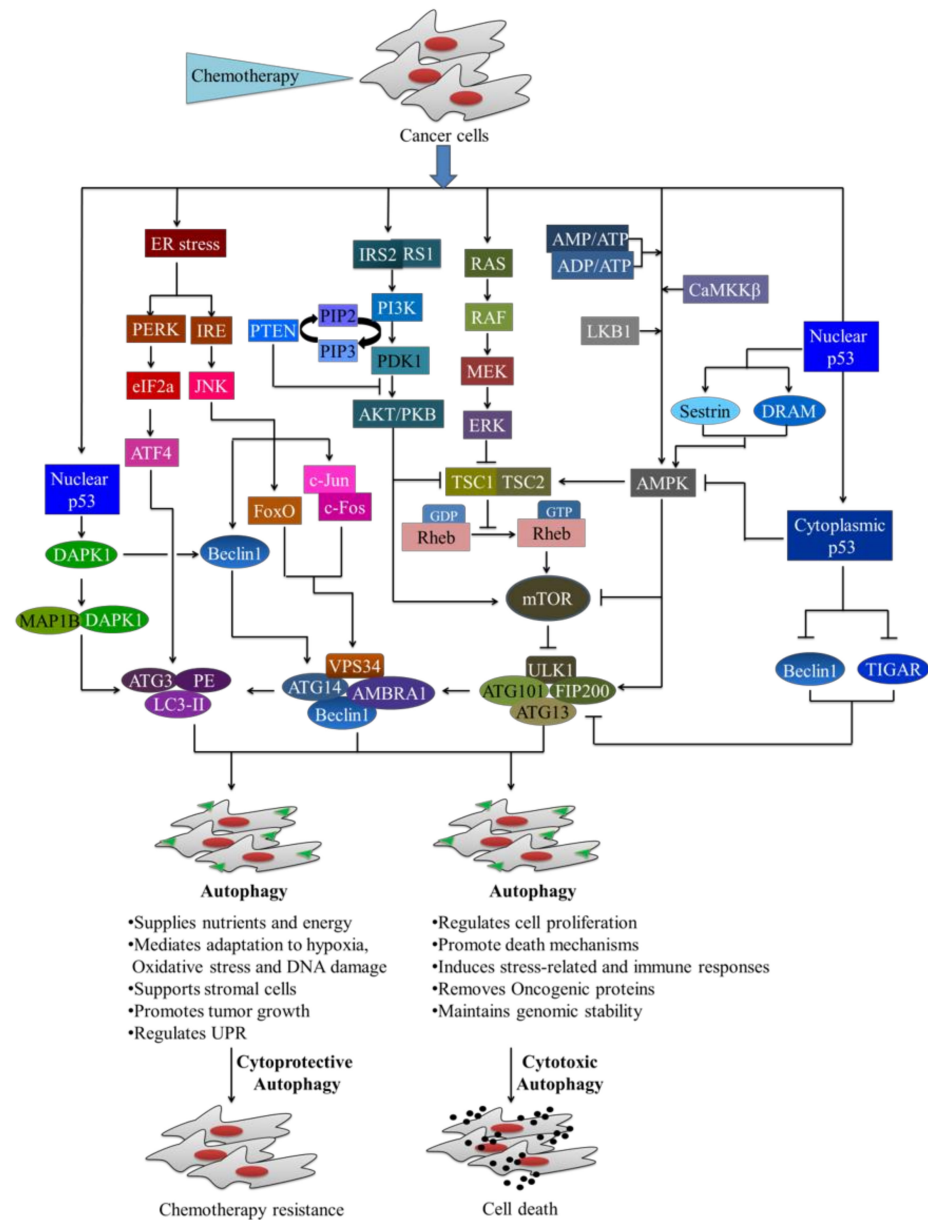 Chemotherapy
Cancer cells
ER stress
IRS2 RS1
RAS
AMP/ATP
ADP/ATP
CaMKKβ
LKB1
PERK
IRE
PTEN
PIP2
PIP3
PI3K
RAF
Nuclear
p53
PDK1
MEK
eIF2a
JNK
AKT/PKB
ERK
Sestrin
DRAM
ATF4
c-Jun
c-Fos
FoxO
TSC1 TSC2
AMPK
Nuclear
p53
GDP
Rheb
GTP
Rheb
Cytoplasmic
p53
DAPK1
Beclin1
mTOR
MAP1B DAPK1
VPS34
ATG14
AMBRA1
Beclin1
ULK1
ATG101 FIP200
ATG13
Beclin1
TIGAR
ATG3 PE
LC3-II
Autophagy
•Supplies nutrients and energy
•Mediates adaptation to hypoxia,
Oxidative stress and DNA damage
•Supports stromal cells
•Promotes tumor growth
•Regulates UPR
Autophagy
•Regulates cell proliferation
•Promote death mechanisms
•Induces stress-related and immune responses
•Removes Oncogenic proteins
•Maintains genomic stability
Cytoprotective
Autophagy
Cytotoxic
Autophagy
Chemotherapy resistance
Cell death